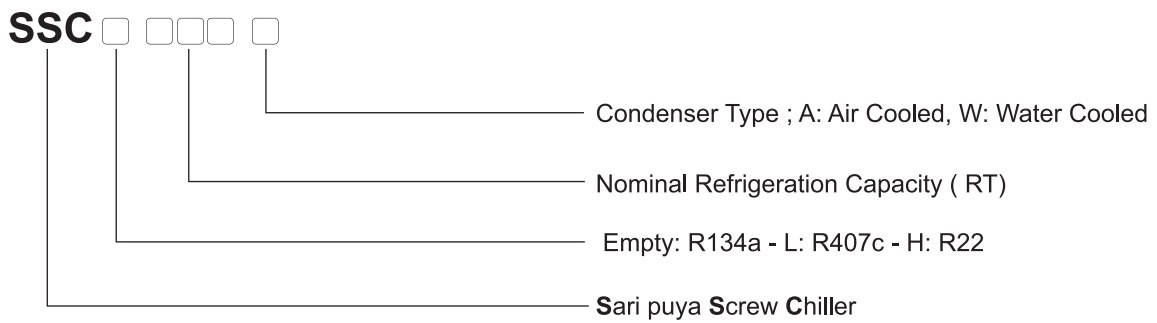 SSC
Condenser Type ; A: Air Cooled, W: Water Cooled
Nominal Refrigeration Capacity ( RT)
Empty: R134a - L: R407c - H: R22
Sari puya Screw Chiller